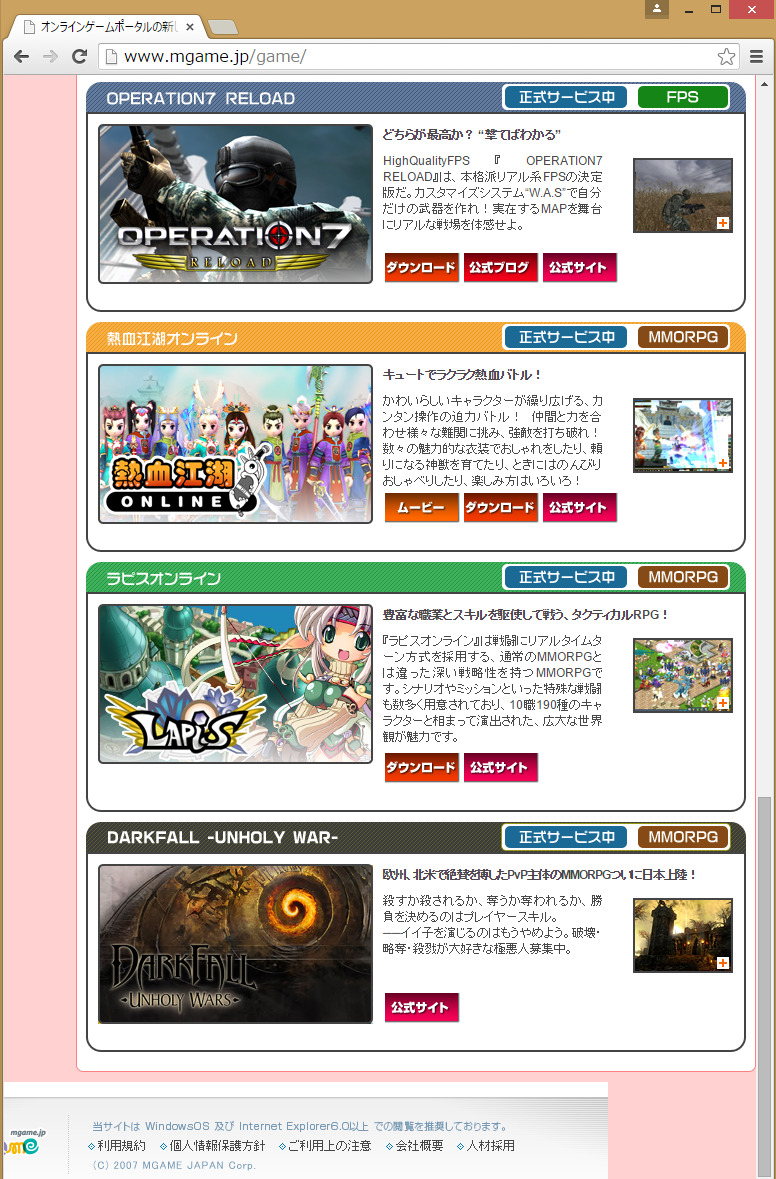 オンラインゲームポータルの新し
www.mgame.jp/game/
OPERATION7 RELOAD
正式サービス中
FPS
OPERATION7
RELOAD
どちらが最高か？ “撃てばわかる”
HighQualityFPS 『 OPERATION7
RELOAD』は、本格派リアル系FPSの決定
版だ。カスタマイズシステム“W.A.S”で自分
だけの武器を作れ！実在するMAPを舞台
にリアルな戦場を体感せよ。
ダウンロード
公式ブログ
公式サイト
熱血江湖オンライン
正式サービス中
MMORPG
熱血江湖
ONLINE
キュートでラクラク熱血バトル！
かわいらしいキャラクターが繰り広げる、カ
ンタン操作の迫力バトル！　仲間と力を合
わせ様々な難関に挑み、強敵を打ち破れ！
数々の魅力的な衣装でおしゃれをしたり、頼
りになる神獣を育てたり、ときにはのんびり
おしゃべりしたり、楽しみ方はいろいろ！
ムービー
ダウンロード
公式サイト
ラピスオンライン
正式サービス中
MMORPG
LAPIS
豊富な職業とスキルを駆使して戦う、タクティカルRPG！
『ラピスオンライン』は戦闘にリアルタイムタ
ーン方式を採用する、通常のMMORPGと
は違った深い戦略性を持つMMORPGで
す。シナリオやミッションといった特殊な戦闘
も数多く用意されており、10職190種のキャ
ラクターと相まって演出された、広大な世界
観が魅力です。
ダウンロード
公式サイト
DARKFALL -UNHOLY WAR-
正式サービス中
MMORPG
DARKFALL
-UNHOLY WARS-
欧州、北米で絶賛を博したPvP主体のMMORPGついに日本上陸！
殺すか殺されるか、奪うか奪われるか、勝
負を決めるのはプレイヤースキル。
――イイ子を演じるのはもうやめよう。破壊・
略奪・殺戮が大好きな極悪人募集中。
公式サイト
mgame.jp
当サイトは WindowsOS 及び Internet Explorer6.0以上 での閲覧を推奨しております。
利用規約
個人情報保護方針
ご利用上の注意
会社概要
人材採用
(C) 2007 MGAME JAPAN Corp.